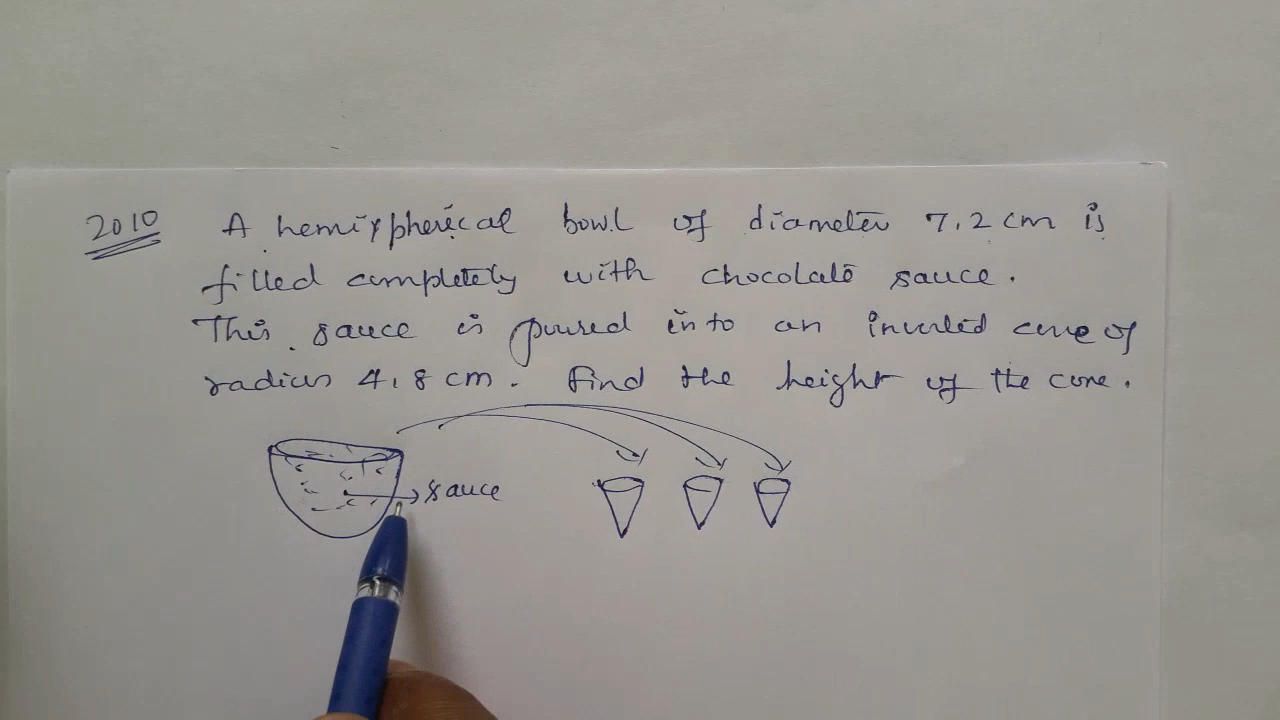 2010 A hemispherical bowl of diameter 7.2 cm is
filled completely with chocolate sauce.
This sauce is poured into an inverted cone of
radius 4.8 cm. Find the height of the cone.
sauce